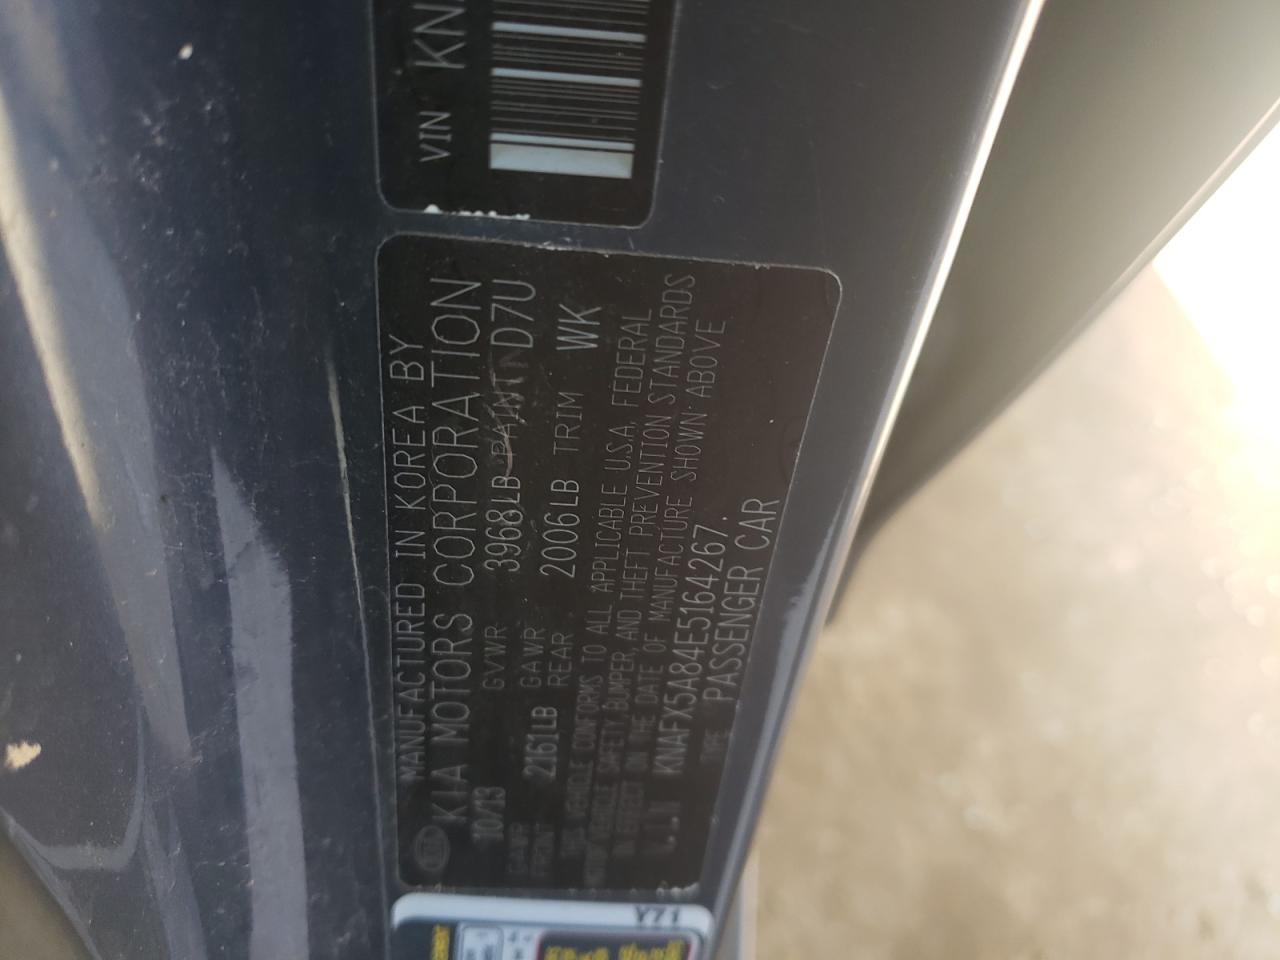 VIN KN
MANUFACTURED IN KOREA BY
KIA MOTORS CORPORATION
10/13 GVWR 3968LB PAINT D7U
GAWR FRONT 2161LB GAWR REAR 2006LB TRIM WK
THIS VEHICLE CONFORMS TO ALL APPLICABLE U.S.A. FEDERAL
MOTOR VEHICLE SAFETY, BUMPER, AND THEFT PREVENTION STANDARDS
IN EFFECT ON THE DATE OF MANUFACTURE SHOWN ABOVE
V.I.N KNAFX5A84E5164267.
TYPE PASSENGER CAR
Y71